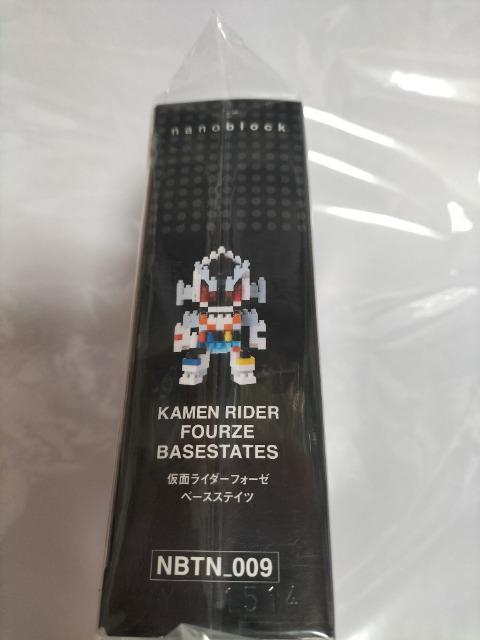 nanoblock
KAMEN RIDER
FOURZE
BASESTATES
仮面ライダーフォーゼ
ベースステイツ
NBTN_009